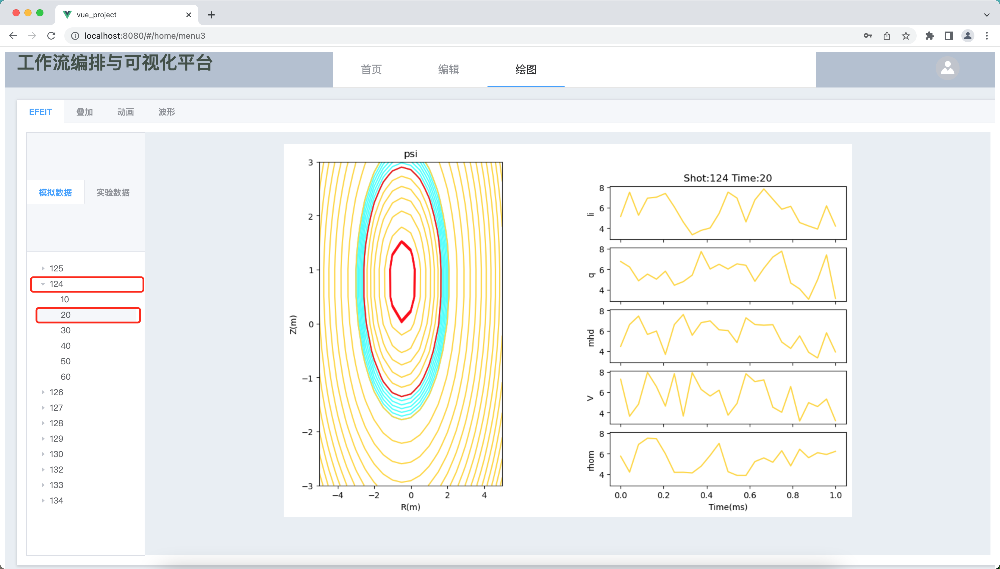 vue_project
localhost:8080/#/home/menu3
工作流编排与可视化平台
首页 编辑 绘图
EFEIT 叠加 动画 波形
模拟数据 实验数据
125
124
10
20
30
40
50
60
126
127
128
129
130
132
133
134
psi
3
2
1
0
−1
−2
−3
Z(m)
−4 −2 0 2 4
R(m)
Shot:124 Time:20
8
6
4
li
8
6
4
q
8
6
4
mhd
8
6
4
V
8
6
4
rhom
0.0 0.2 0.4 0.6 0.8 1.0
Time(ms)